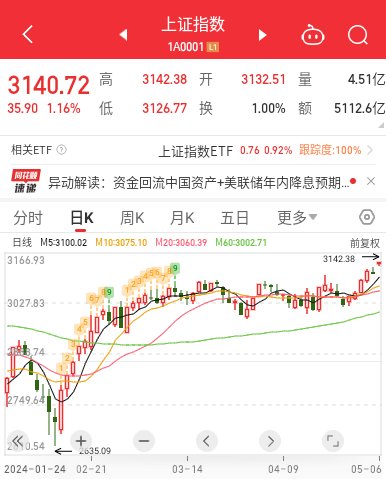 上证指数
1A0001 L1
3140.72 高 3142.38 开 3132.51 量 4.51亿
35.90 1.16% 低 3126.77 换 1.00% 额 5112.6亿
相关ETF ? 上证指数ETF 0.76 0.92% 跟踪度:100%
同花顺
速递
异动解读：资金回流中国资产+美联储年内降息预期...
分时 日K 周K 月K 五日 更多
日线 M5:3100.02 M10:3075.10 M20:3060.39 M60:3002.71 前复权
3166.93
3142.38
3027.83
2749.64
2635.09
2024-01-24 02-21 03-14 04-09 05-06